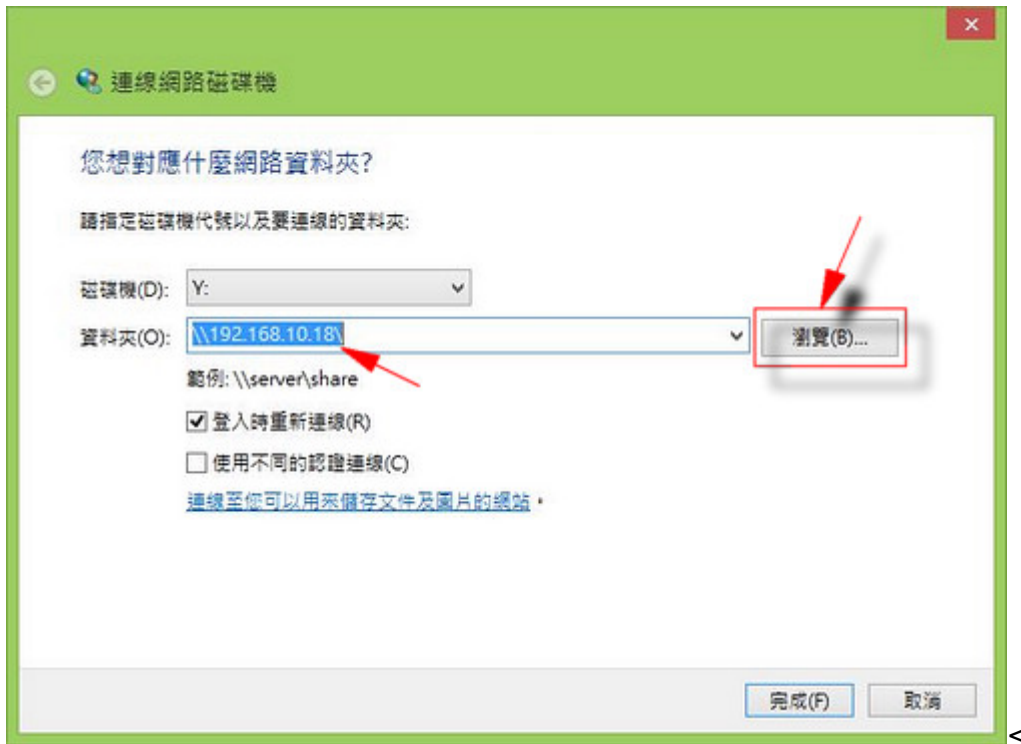 連線網路磁碟機
您想對應什麼網路資料夾?
請指定磁碟機代號以及要連線的資料夾:
磁碟機(D): Y:
資料夾(O): \\192.168.10.18\ 瀏覽(B)...
範例: \\server\share
登入時重新連線(R)
使用不同的認證連線(C)
連線至您可以用來儲存文件及圖片的網站。
完成(F) 取消
<